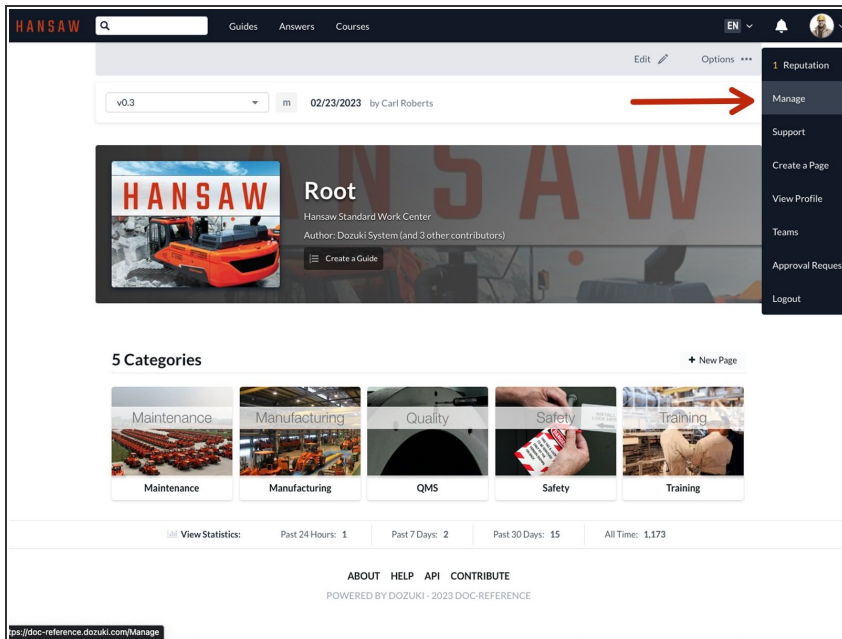 HANSAW
Guides Answers Courses
EN
Edit Options •••
1 Reputation
Manage
Support
Create a Page
View Profile
Teams
Approval Reques
Logout
v0.3 m 02/23/2023 by Carl Roberts
HANSAW
HANSAW
Root
Hansaw Standard Work Center
Author: Dozuki System (and 3 other contributors)
Create a Guide
5 Categories
+ New Page
Maintenance Manufacturing Quality Safety Training
Maintenance Manufacturing QMS Safety Training
View Statistics: Past 24 Hours: 1 Past 7 Days: 2 Past 30 Days: 15 All Time: 1,173
ABOUT HELP API CONTRIBUTE
POWERED BY DOZUKI - 2023 DOC-REFERENCE
tps://doc-reference.dozuki.com/Manage